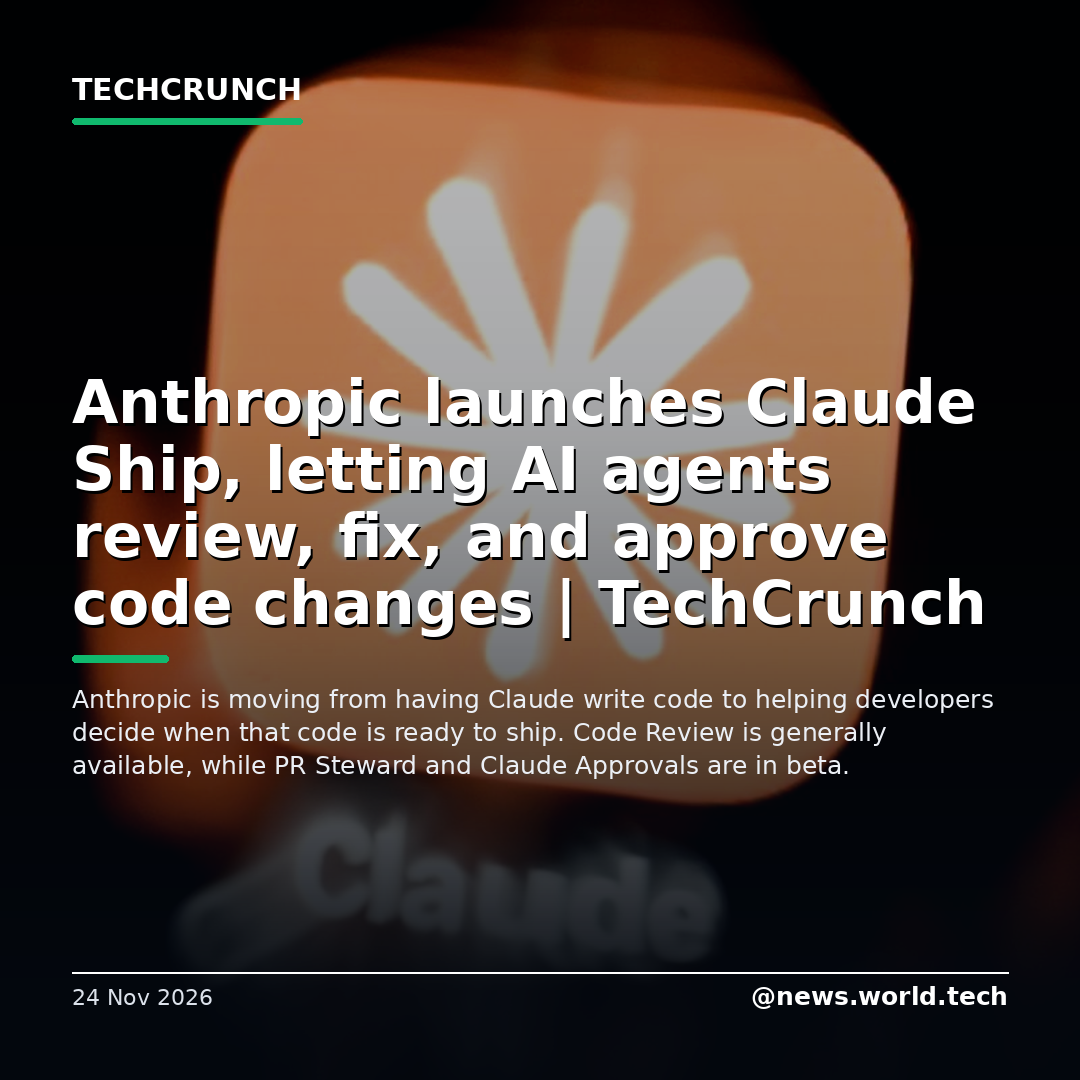 TECHCRUNCH
Anthropic launches Claude
Ship, letting AI agents
review, fix, and approve
code changes | TechCrunch
Anthropic is moving from having Claude write code to helping developers
decide when that code is ready to ship. Code Review is generally
available, while PR Steward and Claude Approvals are in beta.
Claude
24 Nov 2026
@news.world.tech